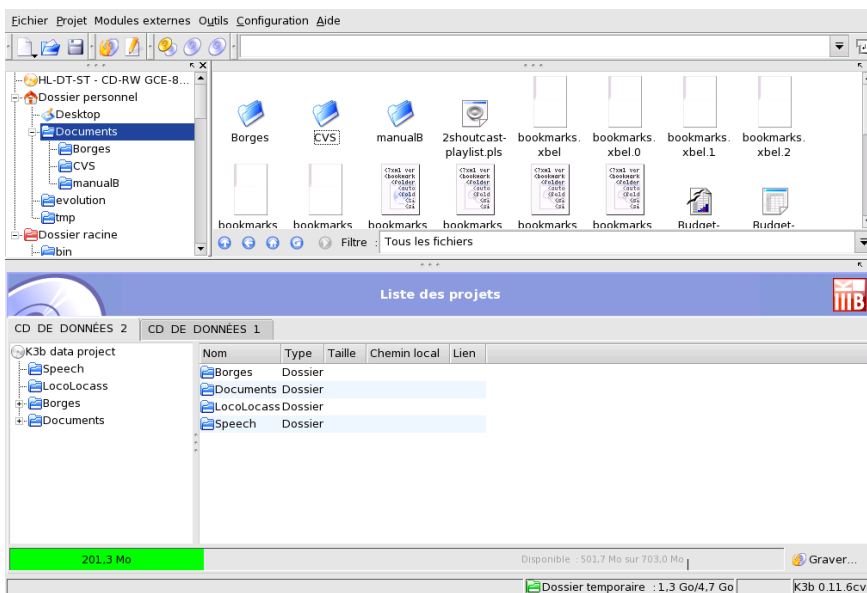 Fichier Projet Modules externes Outils Configuration Aide
HL-DT-ST - CD-RW GCE-8...
Dossier personnel
Desktop
Documents
Borges
CVS
manualB
evolution
tmp
Dossier racine
bin
Borges
CVS
manualB
2shoutcast-playlist.pls
bookmarks.xbel
bookmarks.xbel.0
bookmarks.xbel.1
bookmarks.xbel.2
bookmarks
bookmarks
bookmarks
bookmarks
bookmarks
bookmarks
Budget-
Budget-
Filtre : Tous les fichiers
Liste des projets
CD DE DONNÉES 2
CD DE DONNÉES 1
K3b data project
Speech
LocoLocass
Borges
Documents
Nom Type Taille Chemin local Lien
Borges Dossier
Documents Dossier
LocoLocass Dossier
Speech Dossier
201,3 Mo
Disponible : 501,7 Mo sur 703,0 Mo
Graver...
Dossier temporaire : 1,3 Go/4,7 Go
K3b 0.11.6cv